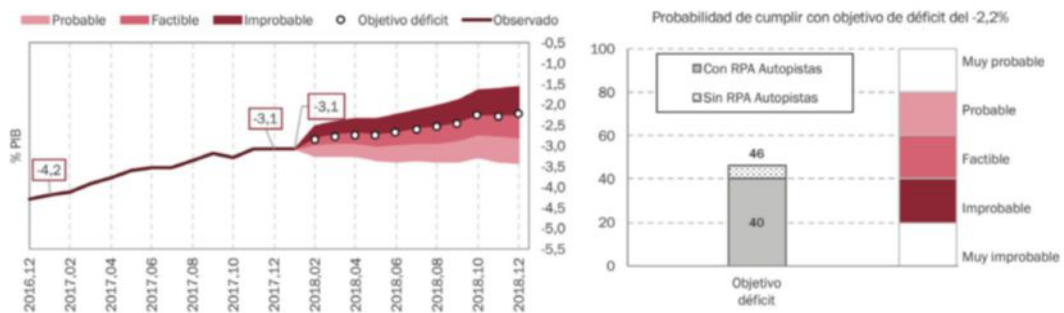 Probable Factible Improbable Objetivo déficit Observado
-0,5
-1,0
-1,5
-2,0
-2,5
-3,0
-3,5
-4,0
-4,5
-5,0
-5,5
% PIB
-4,2
-3,1
-3,1
2016.12
2017.02
2017.04
2017.06
2017.08
2017.10
2017.12
2018.02
2018.04
2018.06
2018.08
2018.10
2018.12
Probabilidad de cumplir con objetivo de déficit del -2,2%
100
80
60
40
20
0
Con RPA Autopistas
Sin RPA Autopistas
46
40
Objetivo
déficit
Muy probable
Probable
Factible
Improbable
Muy improbable